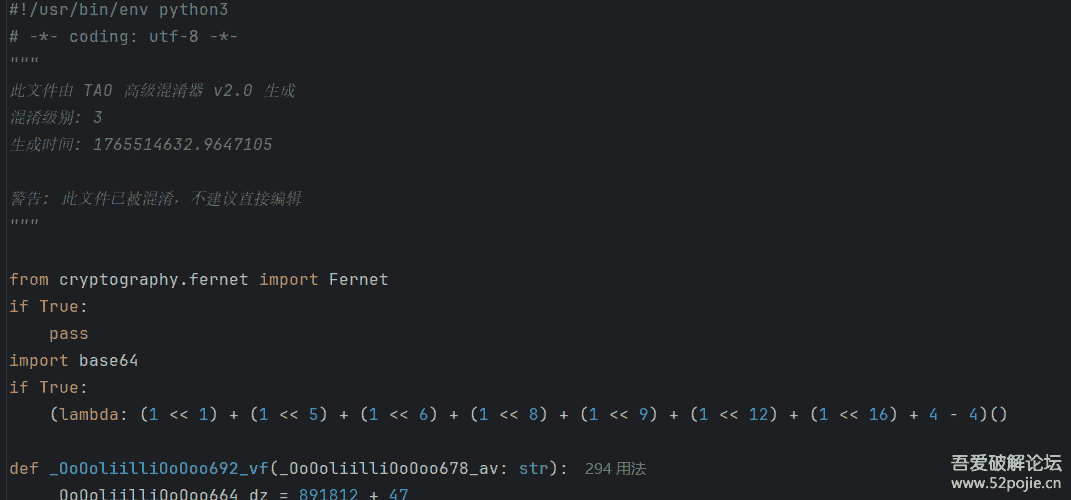 #!/usr/bin/env python3
# -*- coding: utf-8 -*-
"""
此文件由 TAO 高级混淆器 v2.0 生成
混淆级别: 3
生成时间: 1765514632.9647105
警告: 此文件已被混淆，不建议直接编辑
"""
from cryptography.fernet import Fernet
if True:
    pass
import base64
if True:
    (lambda: (1 << 1) + (1 << 5) + (1 << 6) + (1 << 8) + (1 << 9) + (1 << 12) + (1 << 16) + 4 - 4)()
def _OoOoliilliOoOoo692_vf(_OoOoliilliOoOoo678_av: str): 294 用法
    _OoOoliilliOoOoo664_dz = 891812 + 47
吾爱破解论坛
www.52pojie.cn